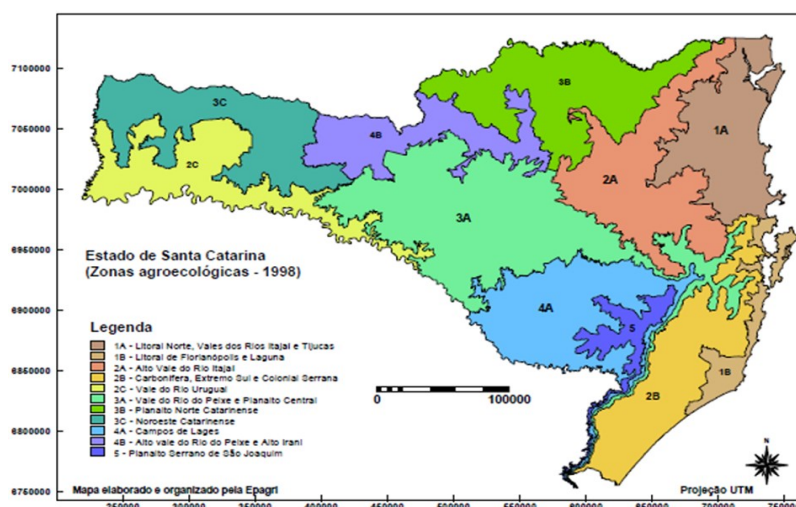 7100000
7050000
7000000
6950000
6900000
6850000
6800000
6750000
3C
3B
4B
2C
1A
2A
3A
4A
5
1B
2B
Estado de Santa Catarina
(Zonas agroecológicas - 1998)
Legenda
1A - Litoral Norte, Vales dos Rios Itajaí e Tijucas
1B - Litoral de Florianópolis e Laguna
2A - Alto Vale do Rio Itajaí
2B - Carbonífera, Extremo Sul e Colonial Serrana
2C - Vale do Rio Uruguai
3A - Vale do Rio do Peixe e Planalto Central
3B - Planalto Norte Catarinense
3C - Noroeste Catarinense
4A - Campos de Lages
4B - Alto vale do Rio do Peixe e Alto Irani
5 - Planalto Serrano de São Joaquim
0 100000
N
Mapa elaborado e organizado pela Epagri
Projeção UTM